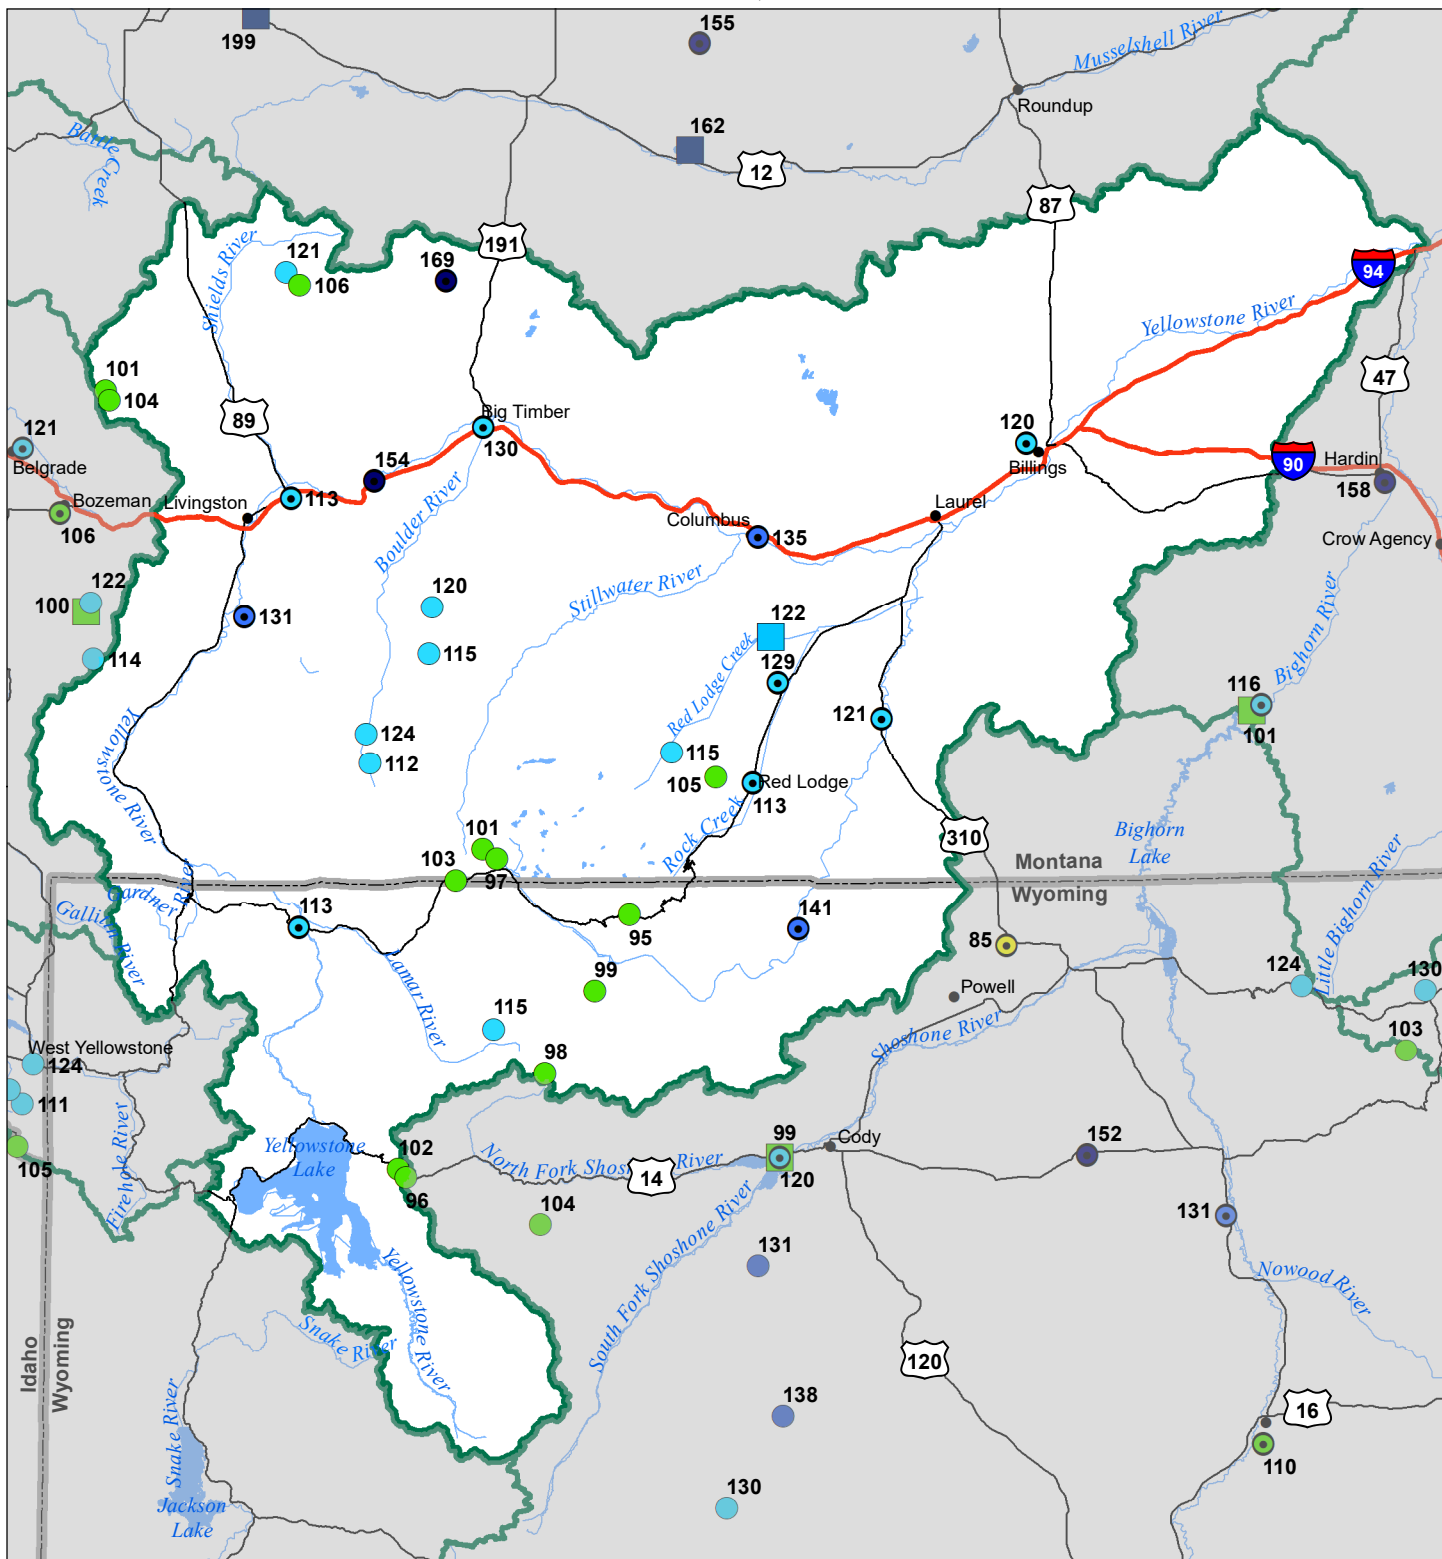 155
199
Musselshell River
Roundup
162
12
Battle Creek
87
191
Shields River
121
106
169
94
Yellowstone River
101
104
47
89
Big Timber
130
120
Billings
121
Belgrade
154
90
Hardin
158
Bozeman
Livingston
113
106
Boulder River
Columbus
135
Laurel
Crow Agency
122
100
131
120
Stillwater River
122
114
115
Red Lodge Creek
129
Bighorn River
116
101
121
124
112
115
105
Red Lodge
113
Yellowstone River
101
103
97
Rock Creek
310
Bighorn
Lake
Montana
Wyoming
Gardner River
Gallatin River
113
95
141
85
Little Bighorn River
Lamar River
99
Powell
124
130
115
Shoshone River
103
West Yellowstone
124
98
111
105
Firehole River
Yellowstone
Lake
102
96
North Fork Shoshone River
14
99
120
Cody
152
104
131
131
South Fork Shoshone River
Nowood River
Yellowstone River
Snake River
Idaho
Wyoming
120
Snake River
138
16
110
Jackson
Lake
130